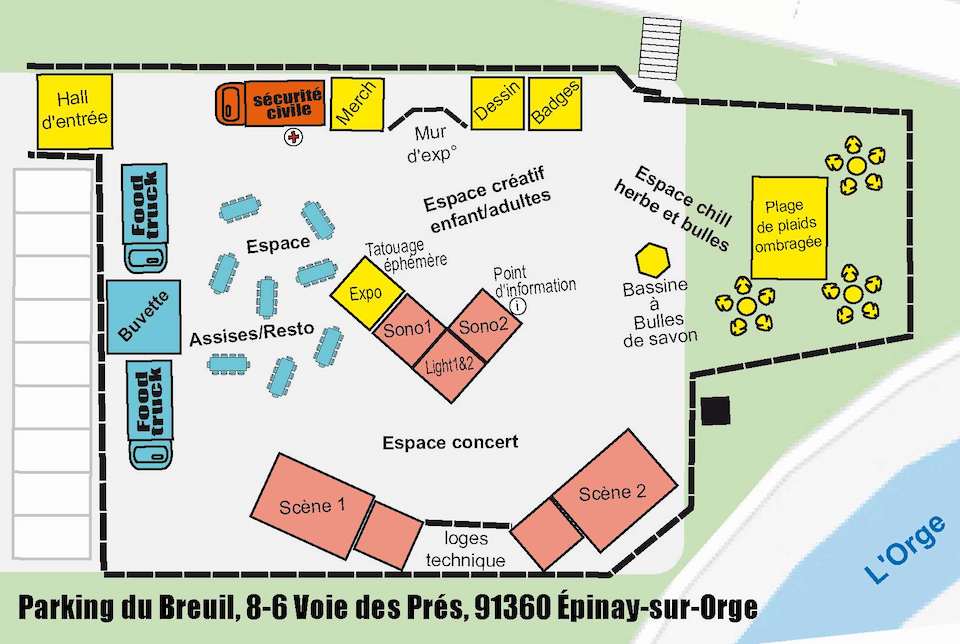 Hall
d'entrée
sécurité
civile
Merch
Mur
d'exp°
Dessin
Badges
Food
truck
Espace
Assises/Resto
Buvette
Food
truck
Espace créatif
enfant/adultes
Tatouage
éphémère
Expo
Sono1
Sono2
Light1&2
Point
d'information
i
Espace chill
herbe et bulles
Bassine
à
Bulles
de savon
Plage
de plaids
ombragée
Espace concert
Scène 1
Scène 2
loges
technique
L'Orge
Parking du Breuil, 8-6 Voie des Prés, 91360 Épinay-sur-Orge